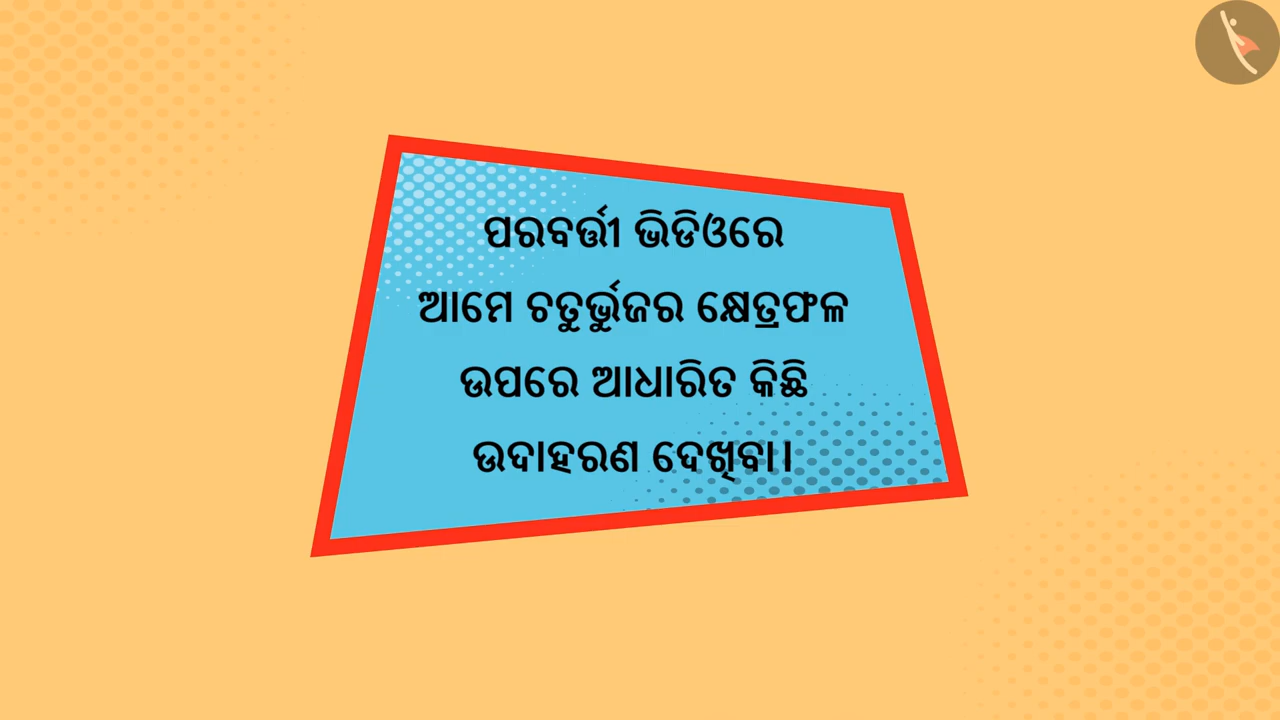 ପରବର୍ତ୍ତୀ ଭିଡିଓରେ
ଆମେ ଚତୁର୍ଭୁଜର କ୍ଷେତ୍ରଫଳ
ଉପରେ ଆଧାରିତ କିଛି
ଉଦାହରଣ ଦେଖିବା।